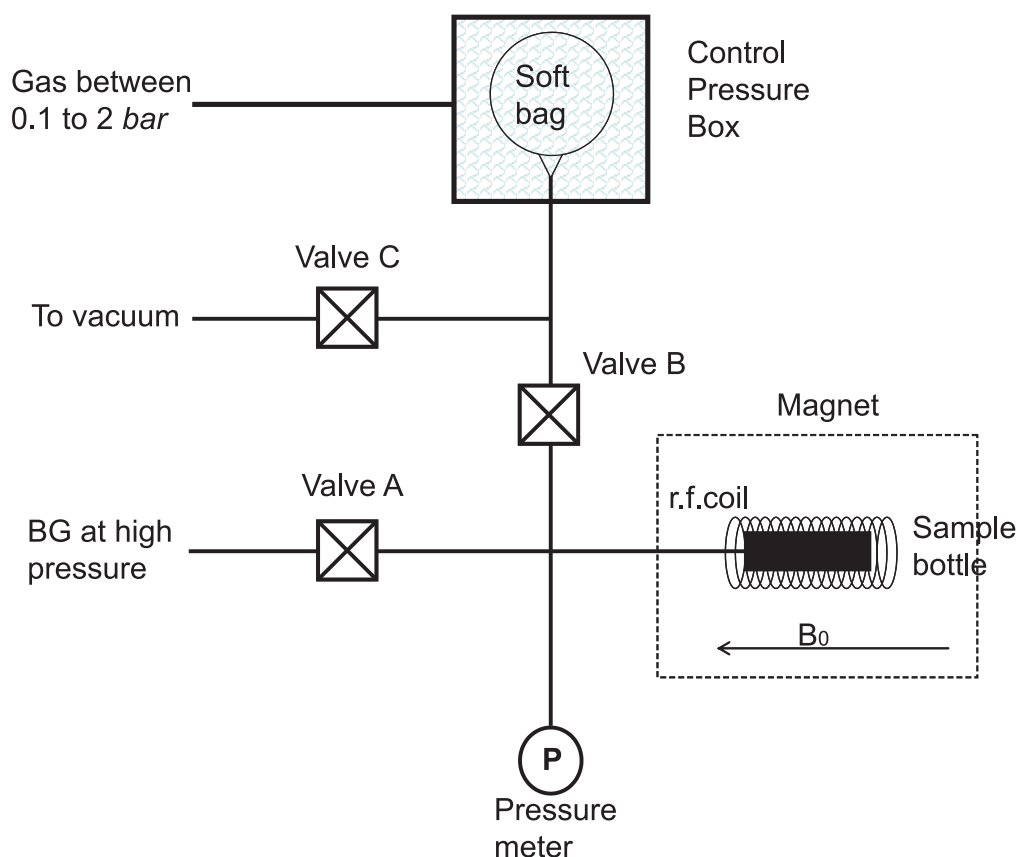 Gas between
0.1 to 2 bar
Soft
bag
Control
Pressure
Box
Valve C
To vacuum
Valve B
Magnet
Valve A
r.f.coil
BG at high
pressure
Sample
bottle
B0
P
Pressure
meter